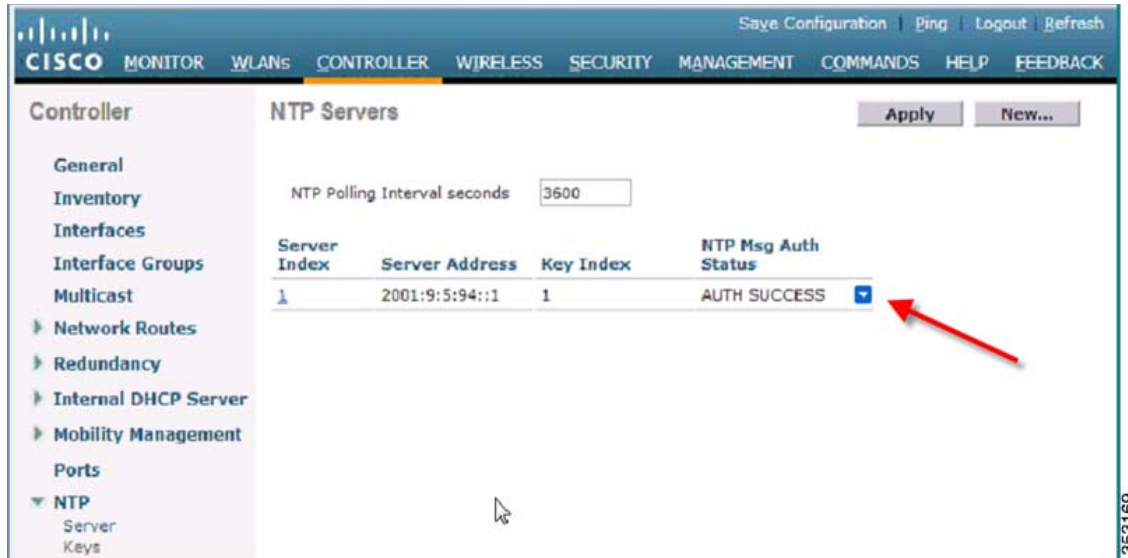 Save Configuration | Ping | Logout | Refresh
CISCO MONITOR WLANs CONTROLLER WIRELESS SECURITY MANAGEMENT COMMANDS HELP FEEDBACK
Controller
General
Inventory
Interfaces
Interface Groups
Multicast
Network Routes
Redundancy
Internal DHCP Server
Mobility Management
Ports
NTP
Server
Keys
NTP Servers
Apply New...
NTP Polling Interval seconds 3600
Server Index Server Address Key Index NTP Msg Auth Status
1 2001:9:5:94::1 1 AUTH SUCCESS
353169